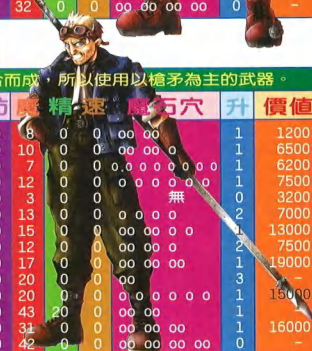 32 0 0 oo oo oo oo 0 -
合而成，所以使用以槍矛為主的武器。
防 魔 精 速 魔石穴 升 價值
8 0 0 oo oo 1 1200
10 0 0 oo oo o 1 6500
7 0 0 o o o o o o o o 1 6200
12 0 0 o o o o o o 1 7500
3 0 0 無 0 3200
13 0 0 o o o o 2 7000
15 0 0 oo oo o o 1 13000
12 0 0 oo oo o 2 7500
17 0 0 oo oo oo 1 19000
20 0 0 oo 3 -
20 0 0 o o o o o o 1 15000
43 20 0 oo oo 1 -
31 0 0 oo oo oo 1 16000
42 0 0 oo oo oo oo 0 -